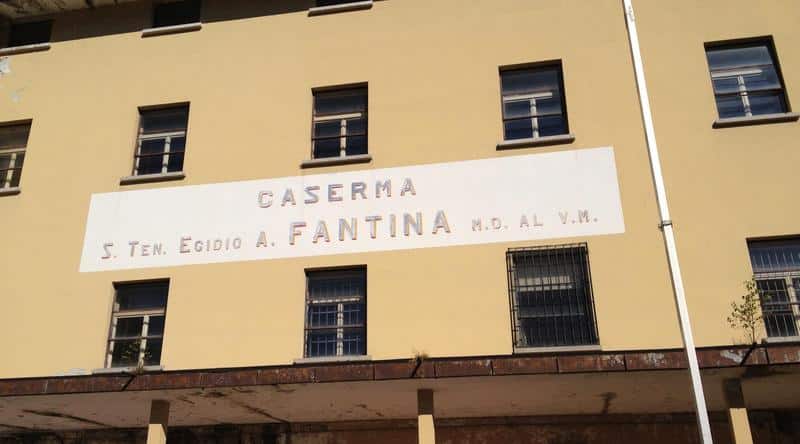 CASERMA
S. TEN. EGIDIO A. FANTINA M.O. AL V.M.